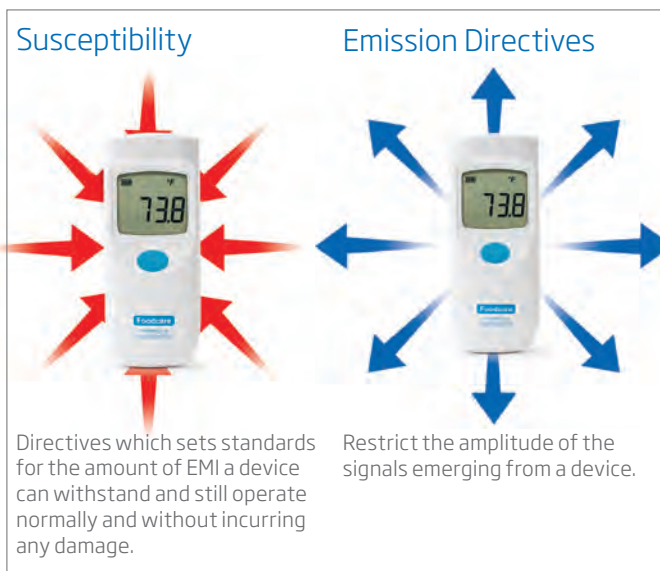 Susceptibility
Emission Directives
°F
73.8
°F
73.8
Foodcare
Foodcare
Directives which sets standards
for the amount of EMI a device
can withstand and still operate
normally and without incurring
any damage.
Restrict the amplitude of the
signals emerging from a device.